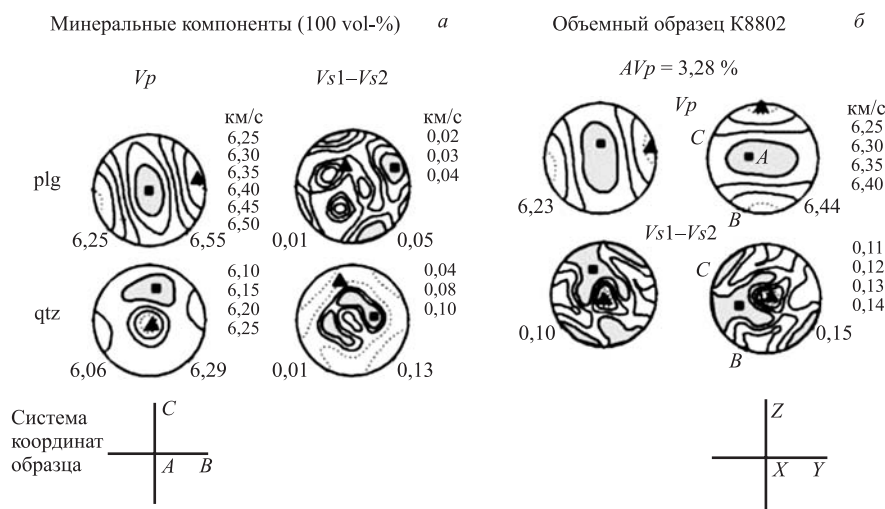 Минеральные компоненты (100 vol-%) а
Объемный образец К8802 б
Vp
Vs1–Vs2
plg
км/с
6,25
6,30
6,35
6,40
6,45
6,50
6,25
6,55
км/с
0,02
0,03
0,04
0,01
0,05
qtz
6,10
6,15
6,20
6,25
6,06
6,29
0,04
0,08
0,10
0,01
0,13
Система
координат
образца
C
A
B
AVp = 3,28 %
Vp
C
A
B
км/с
6,25
6,30
6,35
6,40
6,23
6,44
Vs1–Vs2
C
B
0,11
0,12
0,13
0,14
0,10
0,15
Z
X
Y